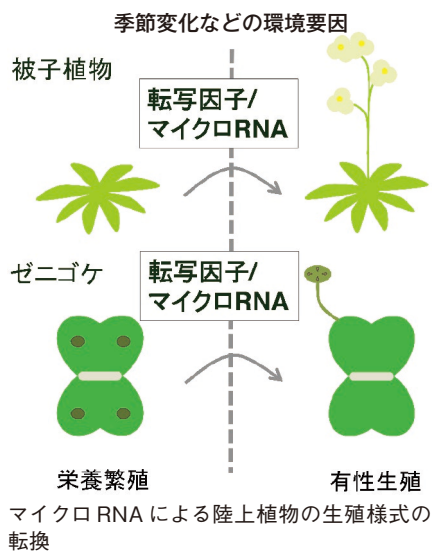 季節変化などの環境要因
被子植物
転写因子/
マイクロRNA
ゼニゴケ
転写因子/
マイクロRNA
栄養繁殖
有性生殖
マイクロ RNA による陸上植物の生殖様式の
転換